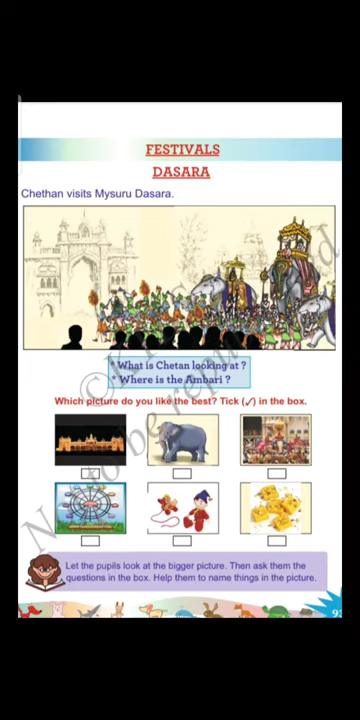 FESTIVALS
DASARA
Chethan visits Mysuru Dasara.
* What is Chetan looking at ?
* Where is the Ambari ?
Which picture do you like the best? Tick (✓) in the box.
Let the pupils look at the bigger picture. Then ask them the
questions in the box. Help them to name things in the picture.